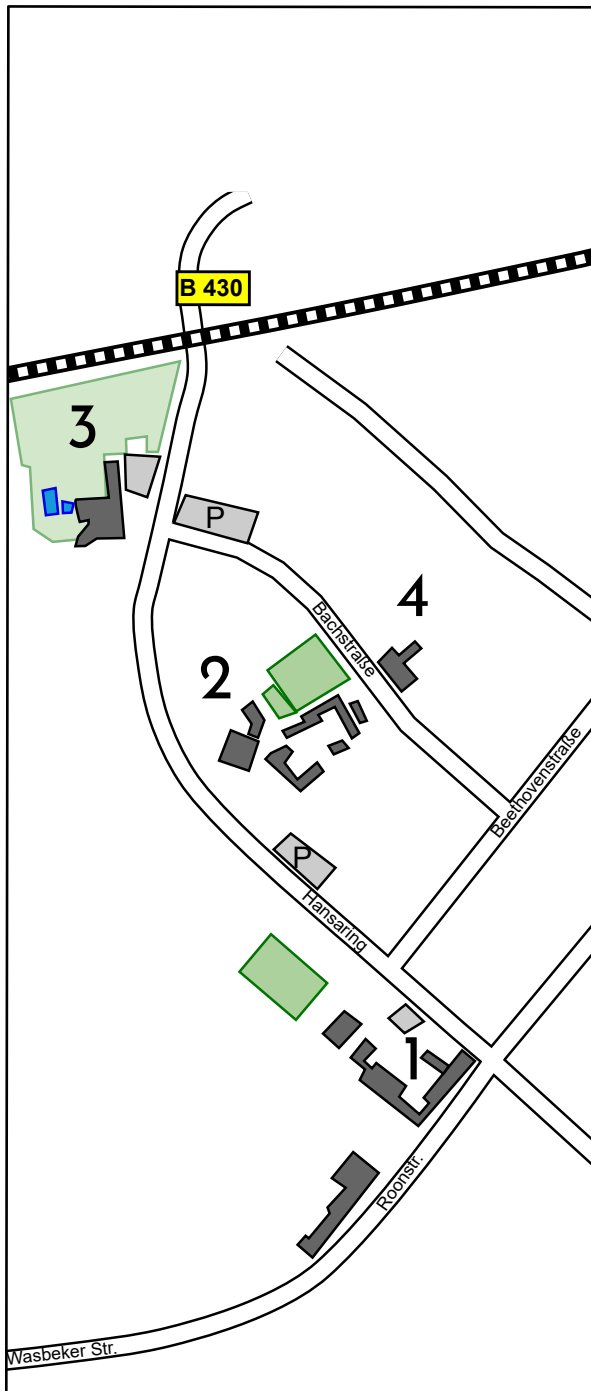 B 430
3
P
4
Bachstraße
2
Beethovenstraße
P
Hansaring
1
Roonstr.
Wasbeker Str.